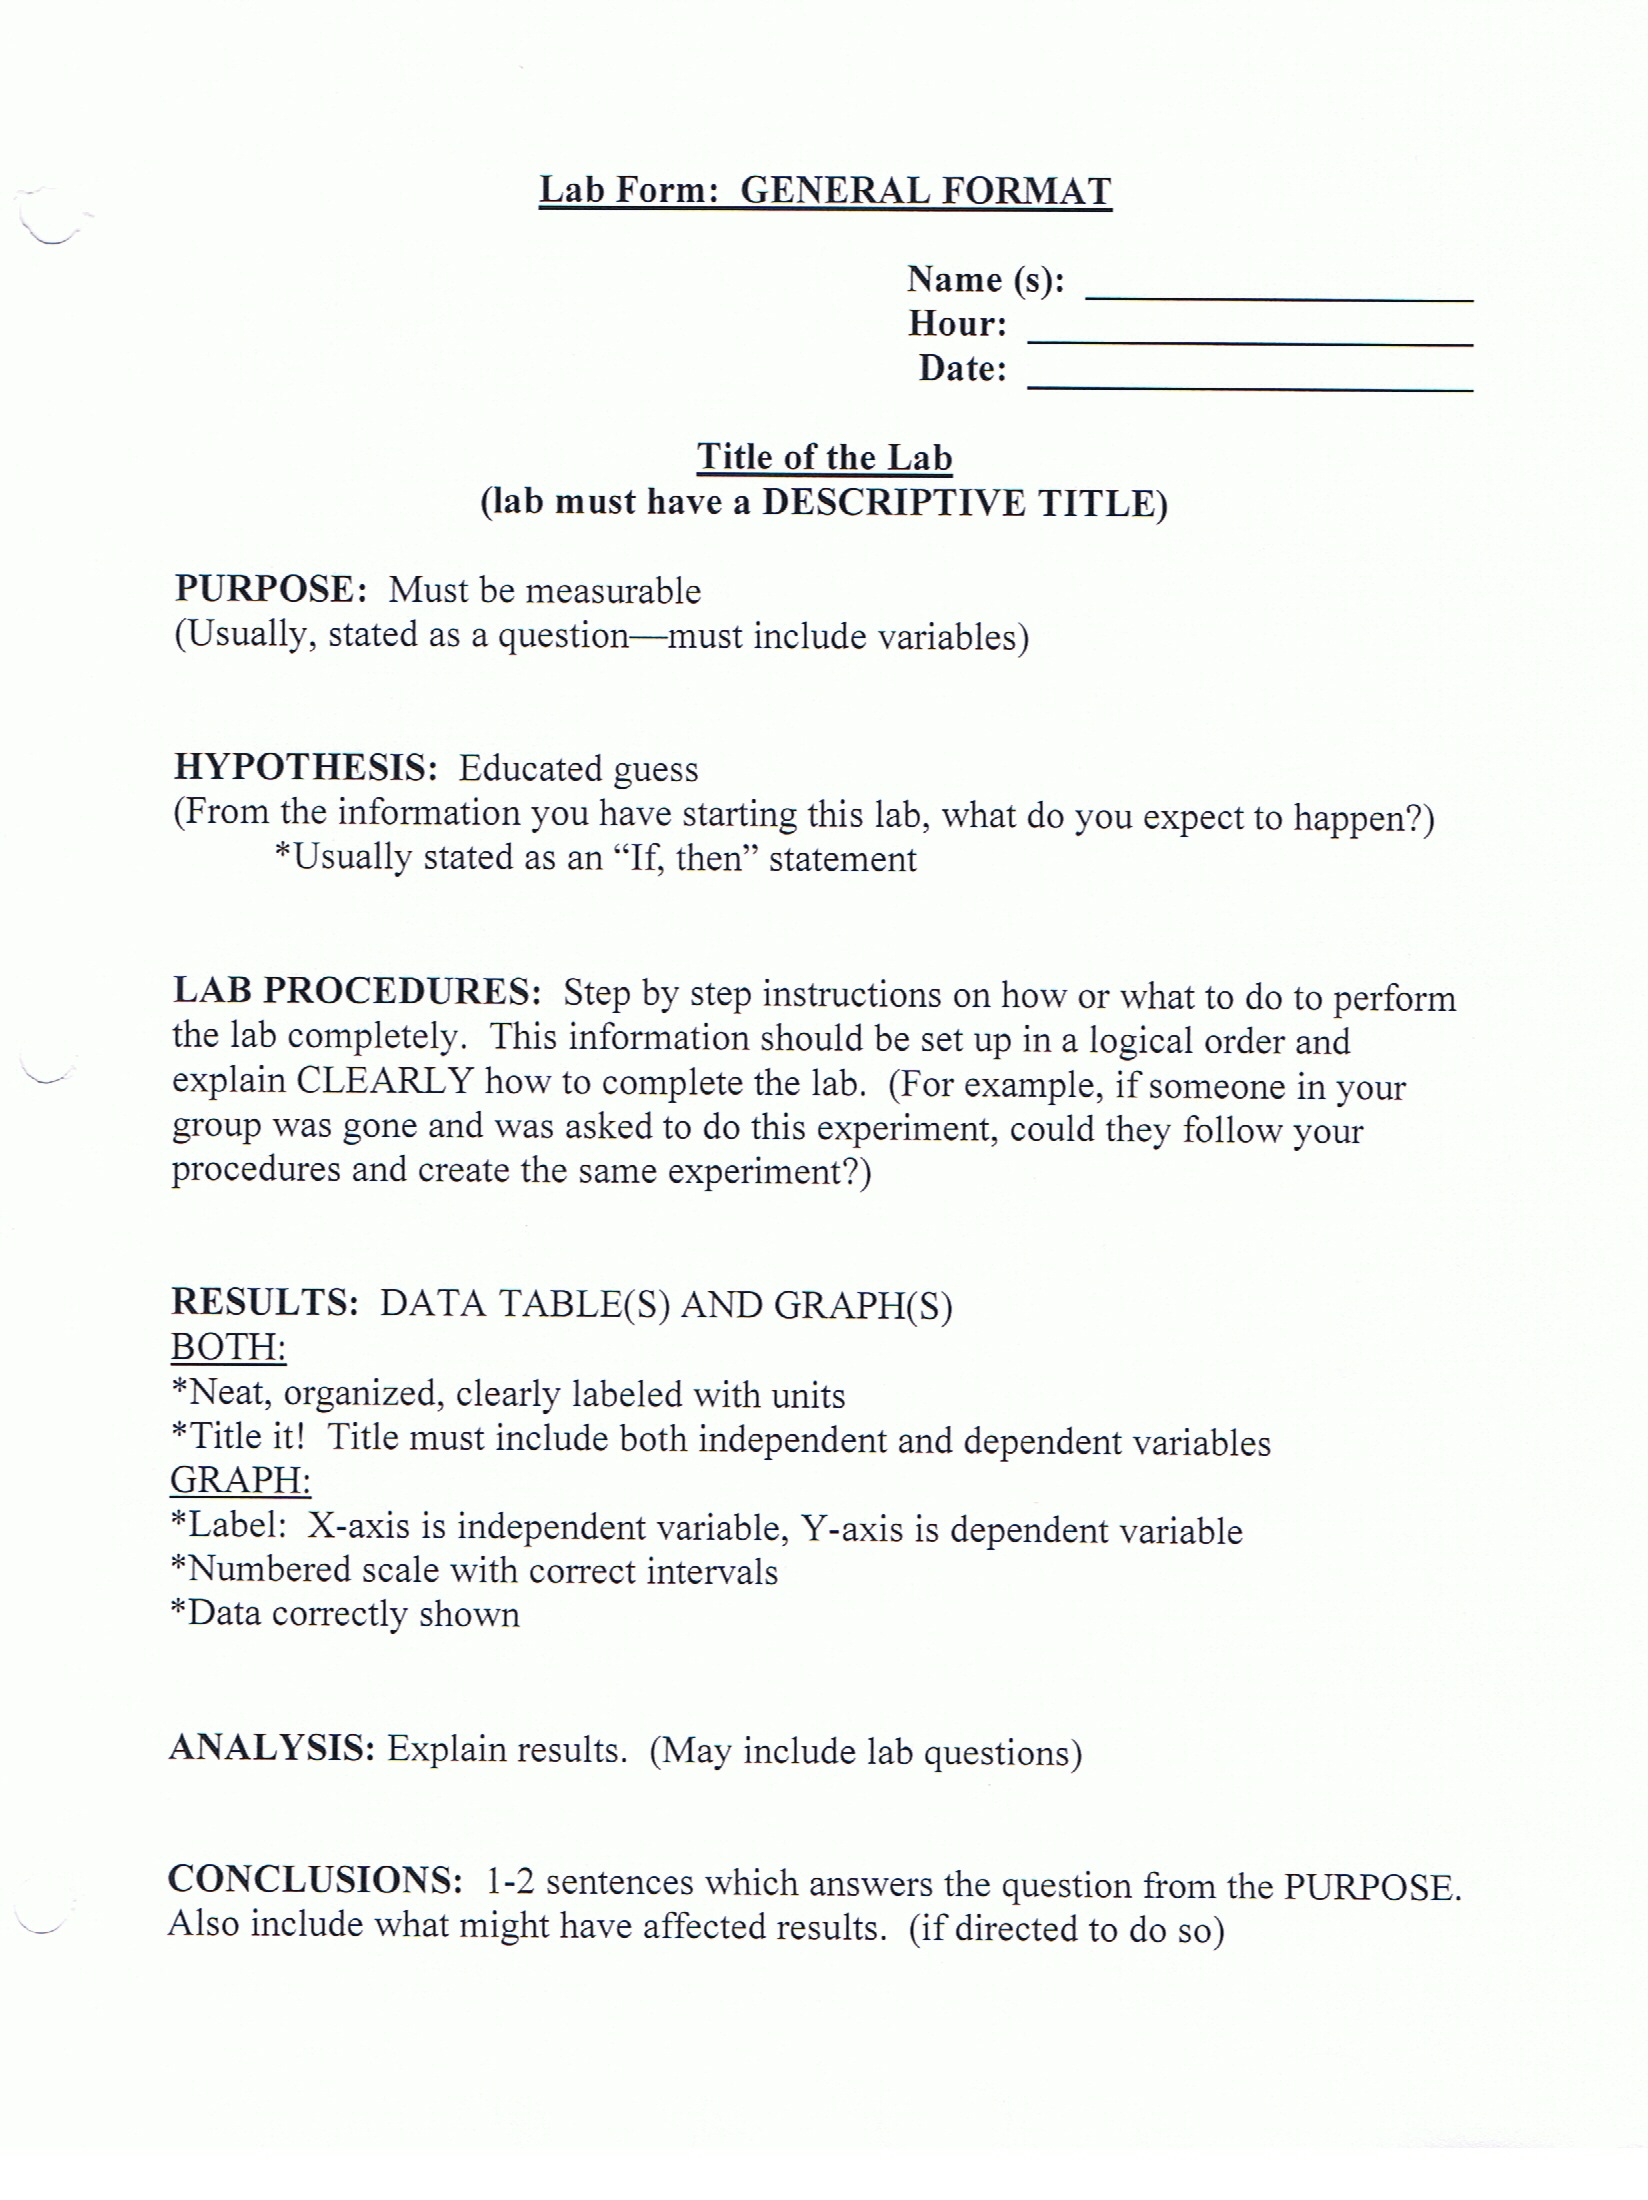 Lab Form:  GENERAL FORMAT
Name (s):
Hour:
Date:
Title of the Lab
(lab must have a DESCRIPTIVE TITLE)
PURPOSE:  Must be measurable
(Usually, stated as a question—must include variables)
HYPOTHESIS:  Educated guess
(From the information you have starting this lab, what do you expect to happen?)
*Usually stated as an “If, then” statement
LAB PROCEDURES:  Step by step instructions on how or what to do to perform
the lab completely.  This information should be set up in a logical order and
explain CLEARLY how to complete the lab.  (For example, if someone in your
group was gone and was asked to do this experiment, could they follow your
procedures and create the same experiment?)
RESULTS:  DATA TABLE(S) AND GRAPH(S)
BOTH:
*Neat, organized, clearly labeled with units
*Title it!  Title must include both independent and dependent variables
GRAPH:
*Label:  X-axis is independent variable, Y-axis is dependent variable
*Numbered scale with correct intervals
*Data correctly shown
ANALYSIS: Explain results.  (May include lab questions)
CONCLUSIONS:  1-2 sentences which answers the question from the PURPOSE.
Also include what might have affected results.  (if directed to do so)